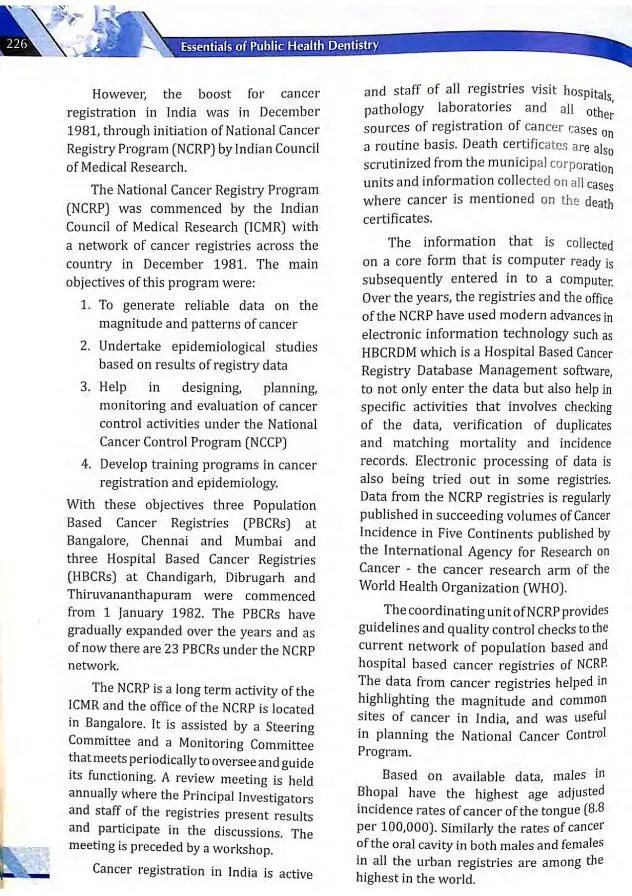 226
Essentials of Public Health Dentistry
However, the boost for cancer
registration in India was in December
1981, through initiation of National Cancer
Registry Program (NCRP) by Indian Council
of Medical Research.
The National Cancer Registry Program
(NCRP) was commenced by the Indian
Council of Medical Research (ICMR) with
a network of cancer registries across the
country in December 1981. The main
objectives of this program were:
1. To generate reliable data on the
magnitude and patterns of cancer
2. Undertake epidemiological studies
based on results of registry data
3. Help in designing, planning,
monitoring and evaluation of cancer
control activities under the National
Cancer Control Program (NCCP)
4. Develop training programs in cancer
registration and epidemiology.
With these objectives three Population
Based Cancer Registries (PBCRs) at
Bangalore, Chennai and Mumbai and
three Hospital Based Cancer Registries
(HBCRs) at Chandigarh, Dibrugarh and
Thiruvananthapuram were commenced
from 1 January 1982. The PBCRs have
gradually expanded over the years and as
of now there are 23 PBCRs under the NCRP
network.
The NCRP is a long term activity of the
ICMR and the office of the NCRP is located
in Bangalore. It is assisted by a Steering
Committee and a Monitoring Committee
that meets periodically to oversee and guide
its functioning. A review meeting is held
annually where the Principal Investigators
and staff of the registries present results
and participate in the discussions. The
meeting is preceded by a workshop.
Cancer registration in India is active
and staff of all registries visit hospitals,
pathology laboratories and all other
sources of registration of cancer cases on
a routine basis. Death certificates are also
scrutinized from the municipal corporation
units and information collected on all cases
where cancer is mentioned on the death
certificates.
The information that is collected
on a core form that is computer ready is
subsequently entered in to a computer.
Over the years, the registries and the office
of the NCRP have used modern advances in
electronic information technology such as
HBCRDM which is a Hospital Based Cancer
Registry Database Management software,
to not only enter the data but also help in
specific activities that involves checking
of the data, verification of duplicates
and matching mortality and incidence
records. Electronic processing of data is
also being tried out in some registries.
Data from the NCRP registries is regularly
published in succeeding volumes of Cancer
Incidence in Five Continents published by
the International Agency for Research on
Cancer - the cancer research arm of the
World Health Organization (WHO).
The coordinating unit of NCRP provides
guidelines and quality control checks to the
current network of population based and
hospital based cancer registries of NCRP.
The data from cancer registries helped in
highlighting the magnitude and common
sites of cancer in India, and was useful
in planning the National Cancer Control
Program.
Based on available data, males in
Bhopal have the highest age adjusted
incidence rates of cancer of the tongue (8.8
per 100,000). Similarly the rates of cancer
of the oral cavity in both males and females
in all the urban registries are among the
highest in the world.